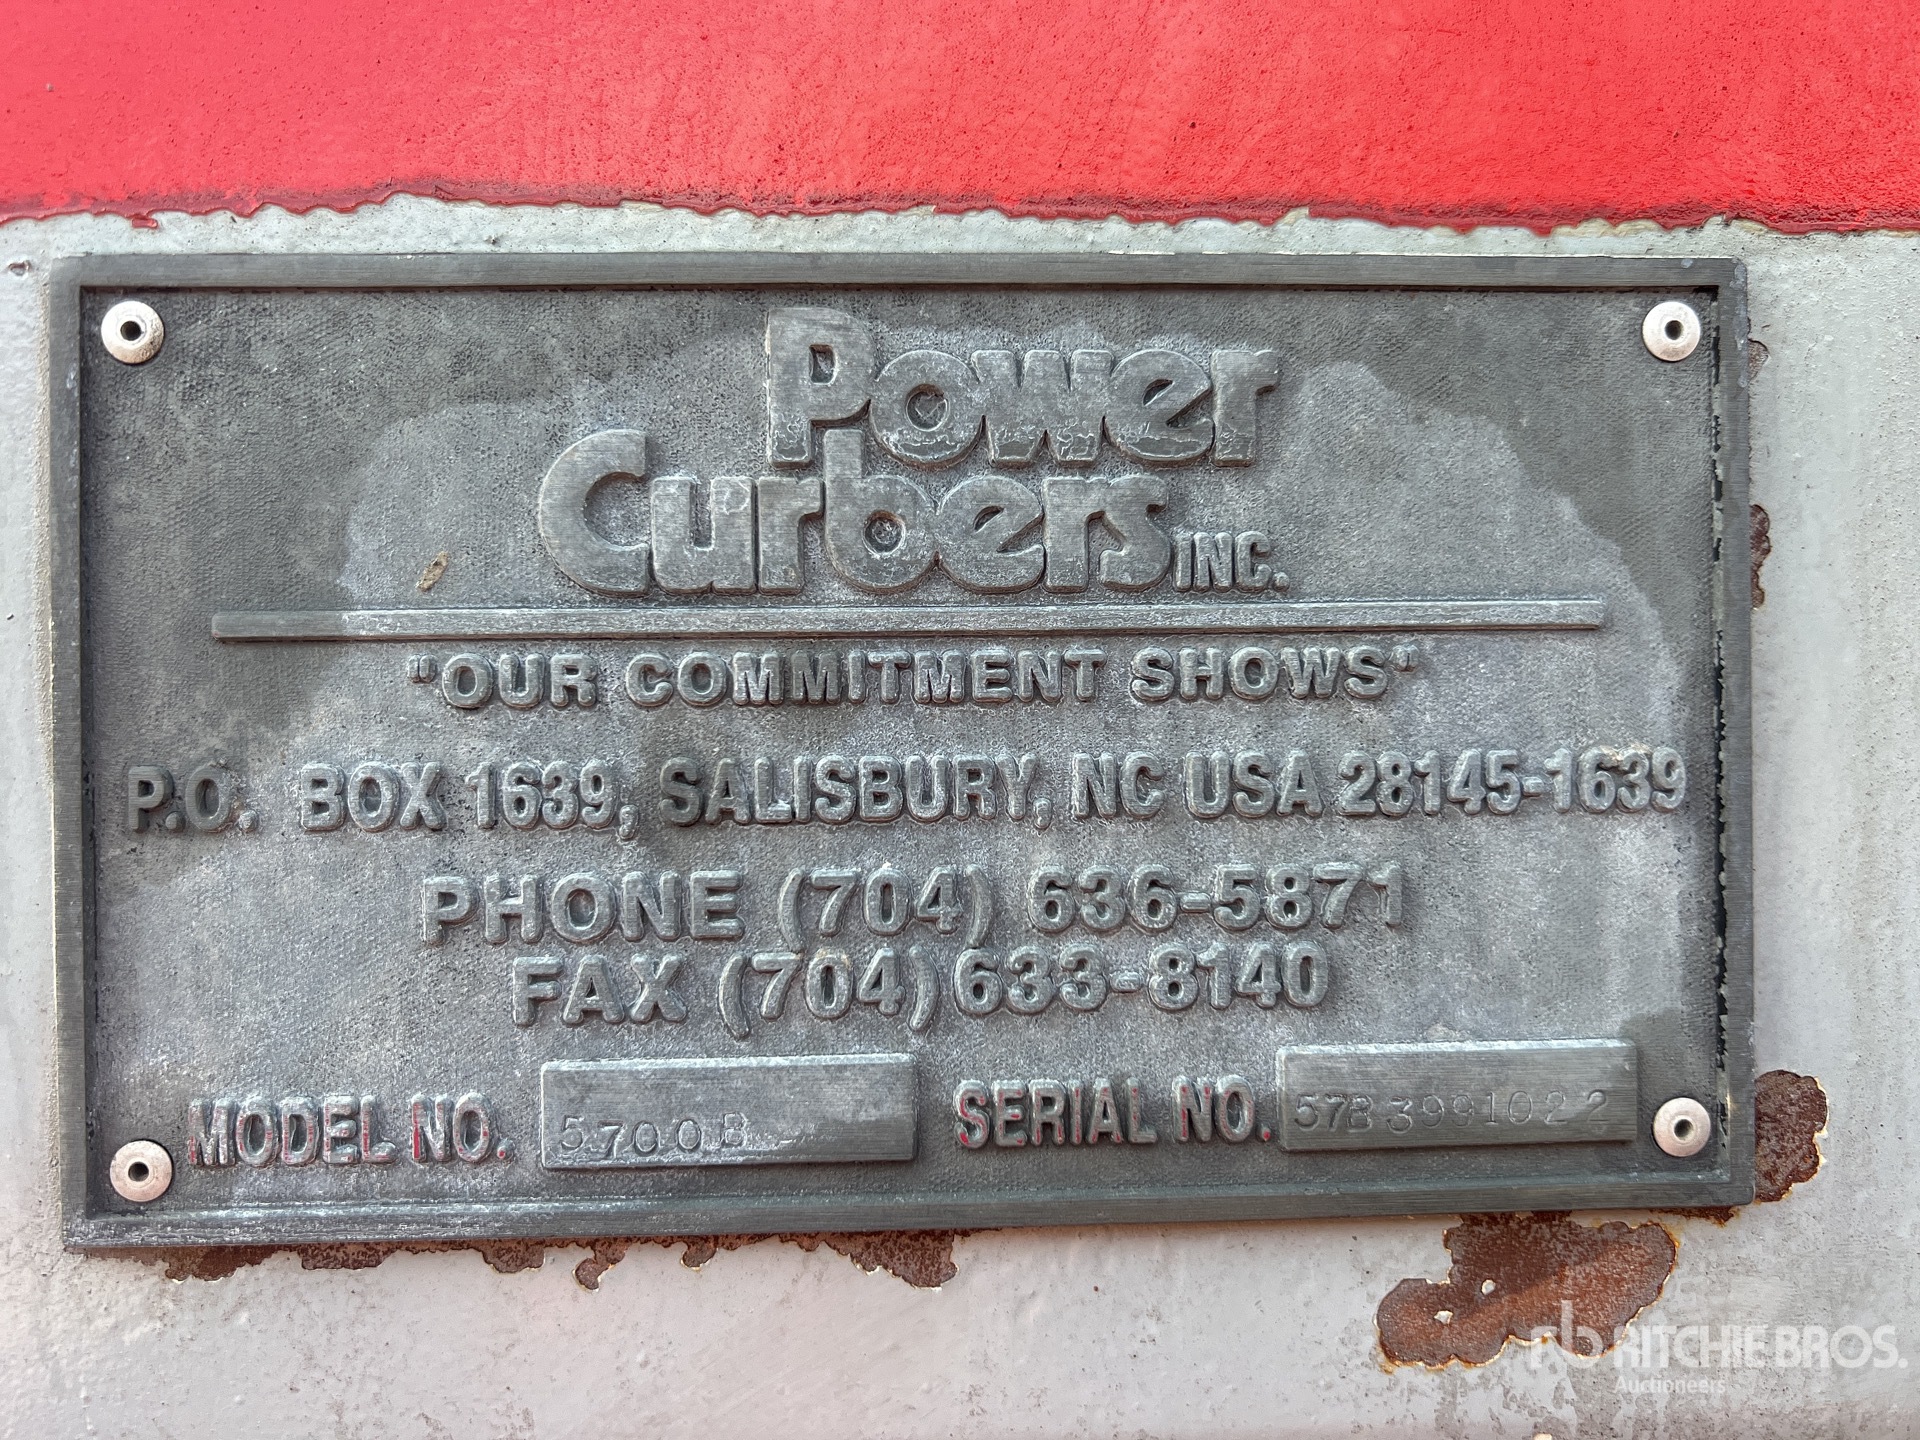 Power
Curbers INC.
"OUR COMMITMENT SHOWS"
P.O. BOX 1639, SALISBURY, NC USA 28145-1639
PHONE (704) 636-5871
FAX (704) 633-8140
MODEL NO. 5700B SERIAL NO. 57B3991022
rb RITCHIE BROS.
Auctioneers